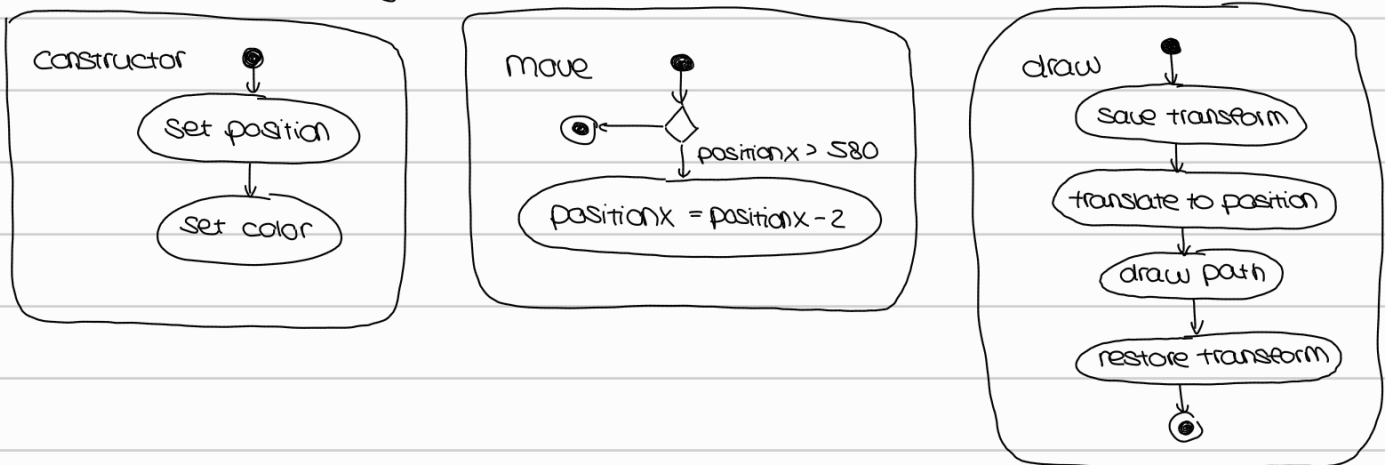 constructor
set position
set color
move
positionx > 580
positionx = positionx - 2
draw
save transform
translate to position
draw path
restore transform